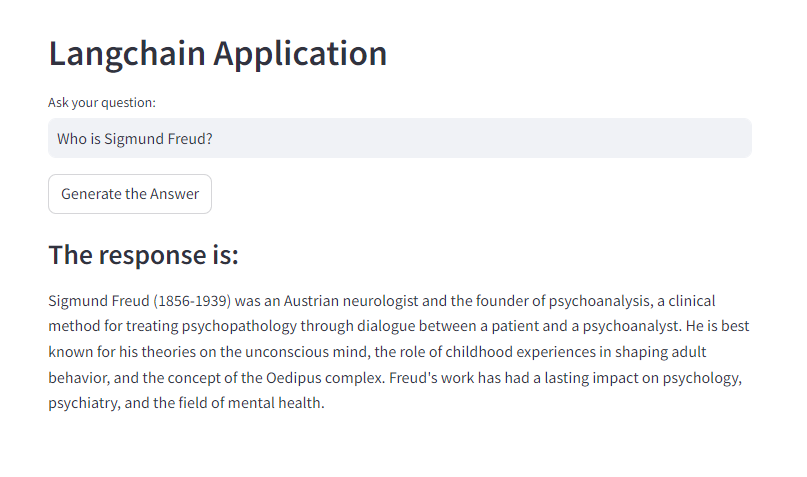 Langchain Application
Ask your question:
Who is Sigmund Freud?
Generate the Answer
The response is:
Sigmund Freud (1856-1939) was an Austrian neurologist and the founder of psychoanalysis, a clinical
method for treating psychopathology through dialogue between a patient and a psychoanalyst. He is best
known for his theories on the unconscious mind, the role of childhood experiences in shaping adult
behavior, and the concept of the Oedipus complex. Freud's work has had a lasting impact on psychology,
psychiatry, and the field of mental health.